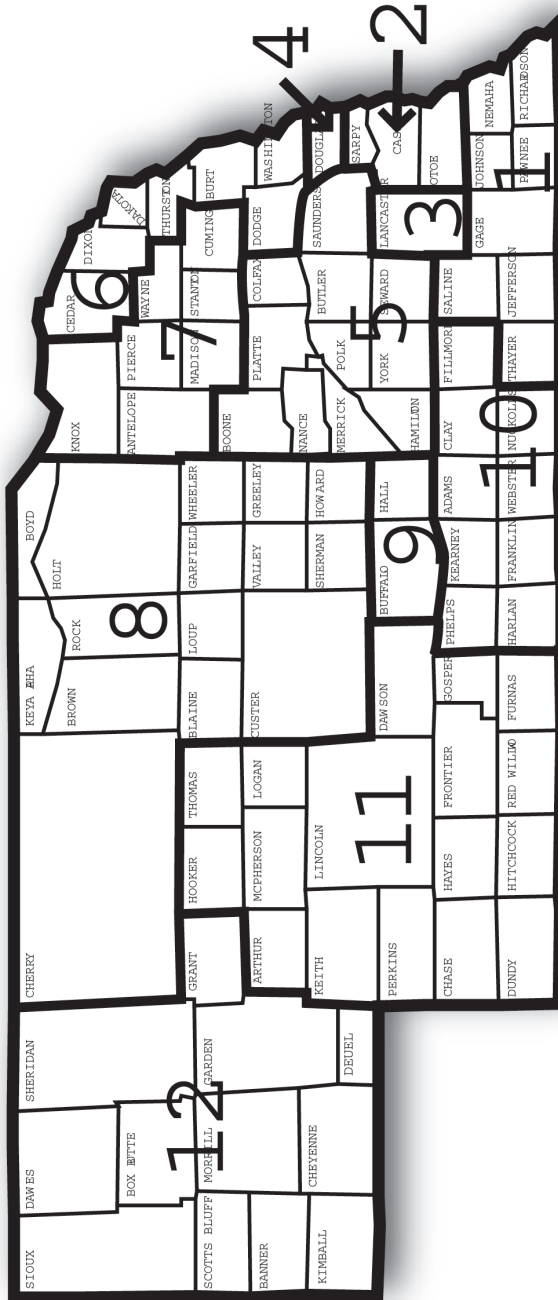 SIOUX
DAWES
SHERIDAN
CHERRY
KEYA PAHA
BOYD
BROWN
ROCK
HOLT
KNOX
CEDAR
DIXON
DAKOTA
6
BOX BUTTE
8
ANTELOPE
PIERCE
WAYNE
THURSTON
12
SCOTTS BLUFF
MORRILL
GARDEN
GRANT
HOOKER
THOMAS
BLAINE
LOUP
GARFIELD
WHEELER
7
MADISON
STANTON
CUMING
BURT
BANNER
ARTHUR
MCPHERSON
LOGAN
CUSTER
VALLEY
GREELEY
BOONE
PLATTE
COLFAX
DODGE
WASHINGTON
4
KIMBALL
CHEYENNE
DEUEL
KEITH
LINCOLN
SHERMAN
HOWARD
NANCE
MERRICK
POLK
BUTLER
SAUNDERS
DOUGLA
SARPY
PERKINS
11
DAWSON
BUFFALO
9
HALL
HAMILTON
YORK
5
SEWARD
LANCASTER
3
CAS
2
OTOE
CHASE
HAYES
FRONTIER
GOSPER
PHELPS
KEARNEY
ADAMS
CLAY
FILLMOR
SALINE
GAGE
JOHNSON
NEMAHA
DUNDY
HITCHCOCK
RED WILLO
FURNAS
HARLAN
FRANKLIN
WEBSTER
10
NUCKOLLS
THAYER
JEFFERSON
PAWNEE
1
RICHARDSON